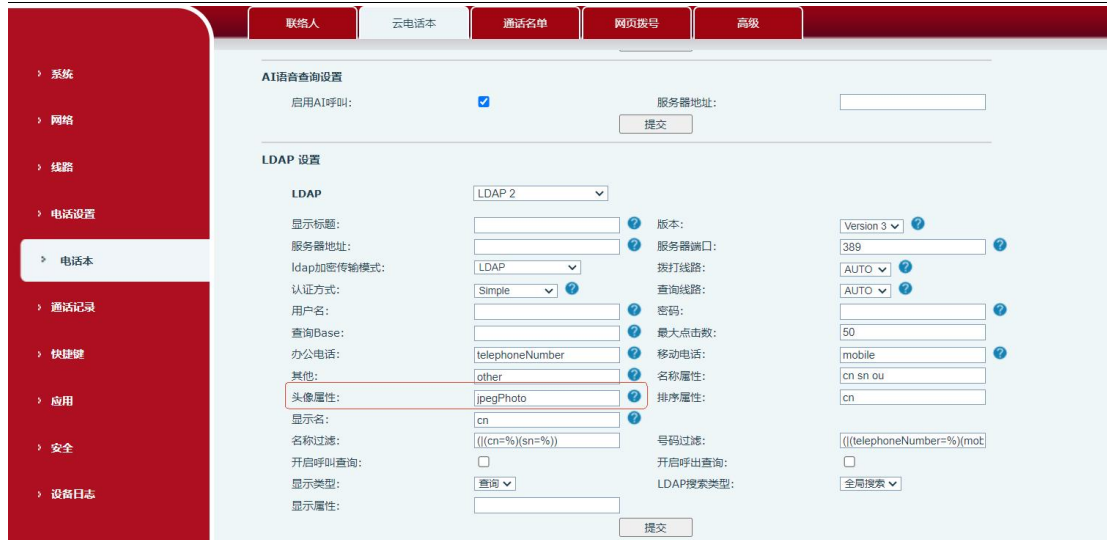 联络人 云电话本 通话名单 网页拨号 高级
系统
网络
线路
电话设置
电话本
通话记录
快捷键
应用
安全
设备日志
AI语音查询设置
启用AI呼叫: 服务器地址:
提交
LDAP 设置
LDAP LDAP 2
显示标题: 版本: Version 3
服务器地址: 服务器端口: 389
ldap加密传输模式: LDAP 拨打线路: AUTO
认证方式: Simple 查询线路: AUTO
用户名: 密码:
查询Base: 最大点击数: 50
办公电话: telephoneNumber 移动电话: mobile
其他: other 名称属性: cn sn ou
头像属性: jpegPhoto 排序属性: cn
显示名: cn
名称过滤: (|(cn=%)(sn=%)) 号码过滤: (|(telephoneNumber=%)(mob
开启呼叫查询: 开启呼出查询:
显示类型: 查询 LDAP搜索类型: 全局搜索
显示属性:
提交